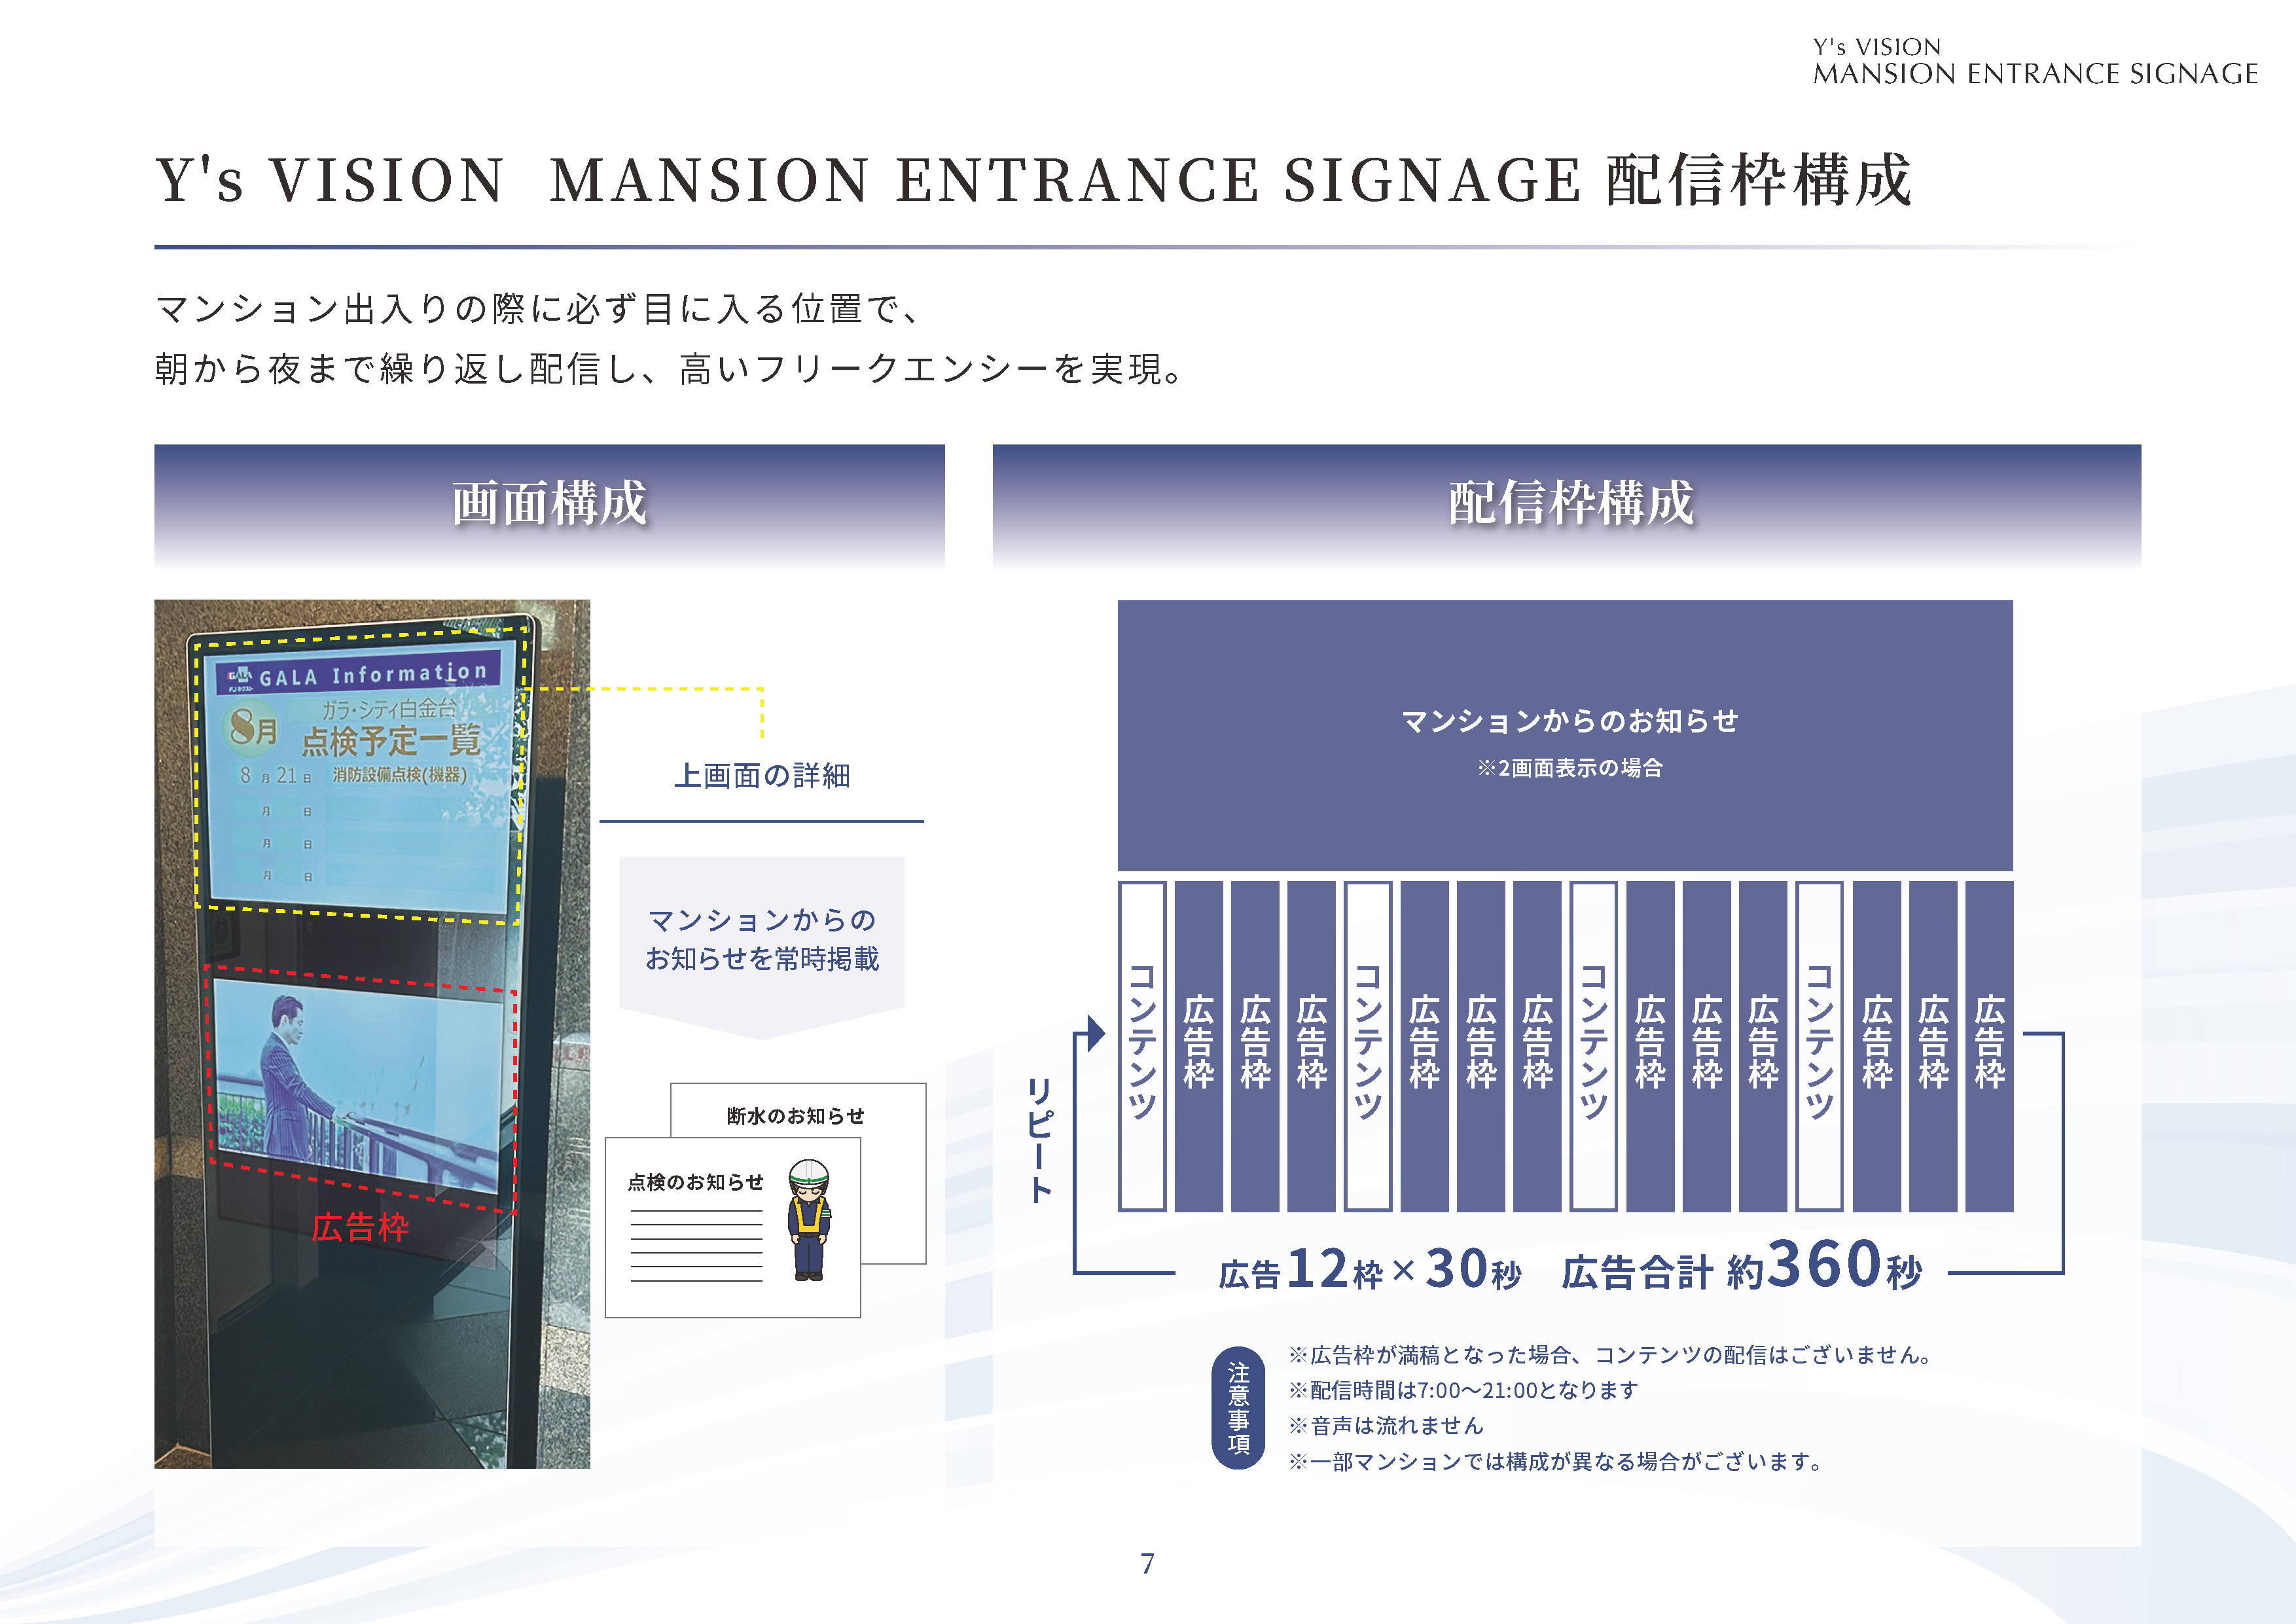 Y's VISION
MANSION ENTRANCE SIGNAGE
Y's VISION MANSION ENTRANCE SIGNAGE 配信枠構成
マンション出入りの際に必ず目に入る位置で、
朝から夜まで繰り返し配信し、高いフリークエンシーを実現。
画面構成
GALA Information
GALA
FJネクスト
8月
ガラ・シティ白金台
点検予定一覧
8月21日 消防設備点検(機器)
月 日
月 日
月 日
広告枠
上画面の詳細
マンションからの
お知らせを常時掲載
断水のお知らせ
点検のお知らせ
配信枠構成
マンションからのお知らせ
※2画面表示の場合
リピート
コンテンツ
広告枠
広告枠
広告枠
コンテンツ
広告枠
広告枠
広告枠
コンテンツ
広告枠
広告枠
広告枠
コンテンツ
広告枠
広告枠
広告枠
広告12枠×30秒 広告合計 約360秒
注意事項
※広告枠が満稿となった場合、コンテンツの配信はございません。
※配信時間は7:00〜21:00となります
※音声は流れません
※一部マンションでは構成が異なる場合がございます。
7